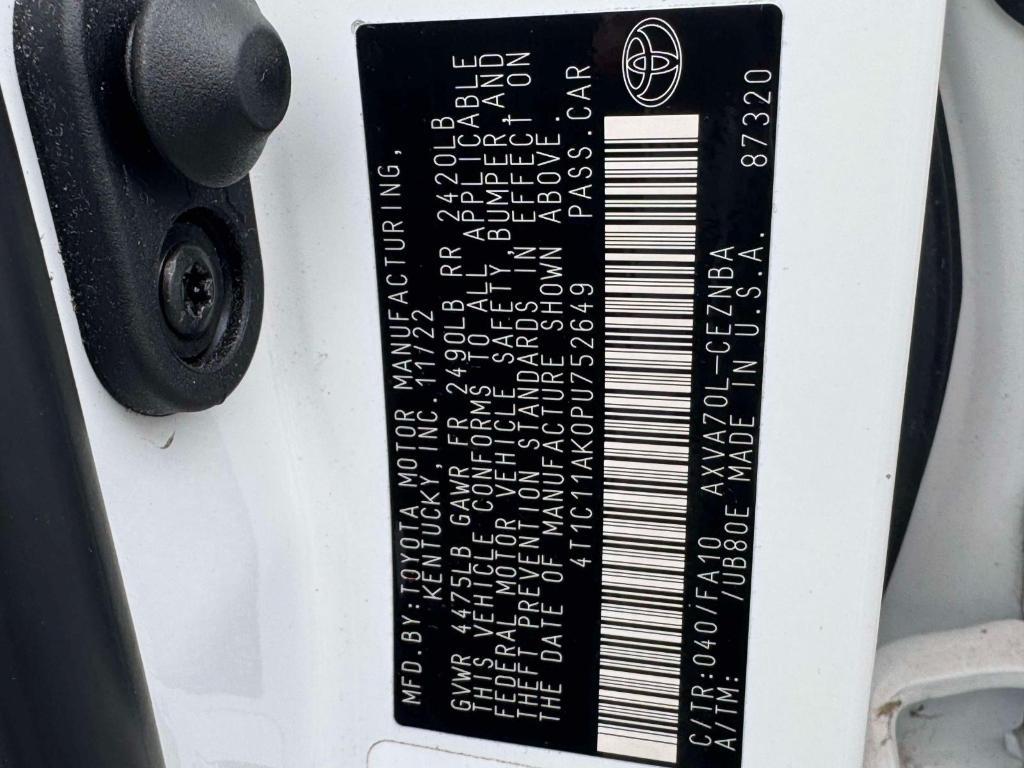 MFD.BY:TOYOTA MOTOR MANUFACTURING,
KENTUCKY, INC. 11/22
GVWR 4475LB GAWR FR 2490LB RR 2420LB
THIS VEHICLE CONFORMS TO ALL APPLICABLE
FEDERAL MOTOR VEHICLE SAFETY, BUMPER AND
THEFT PREVENTION STANDARDS IN EFFECT ON
THE DATE OF MANUFACTURE SHOWN ABOVE.
4T1C11AK0PU752649 PASS.CAR
C/TR:040/FA10 AXVA70L-CEZNBA
A/TM: /UB80E MADE IN U.S.A. 87320